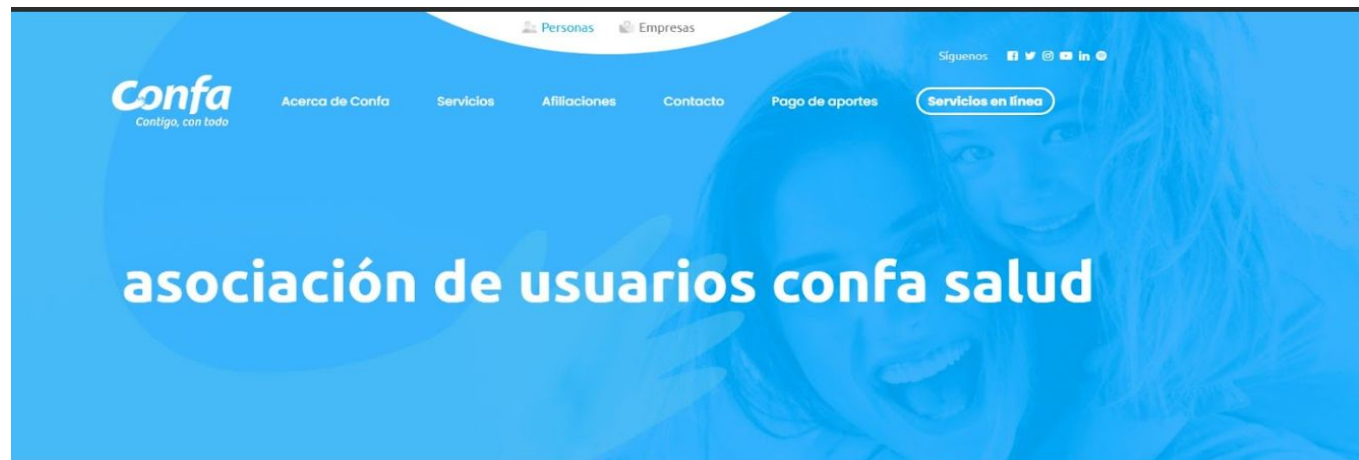 Personas Empresas
Síguenos
Confa
Contigo, con todo
Acerca de Confa Servicios Afiliaciones Contacto Pago de aportes Servicios en línea
asociación de usuarios confa salud